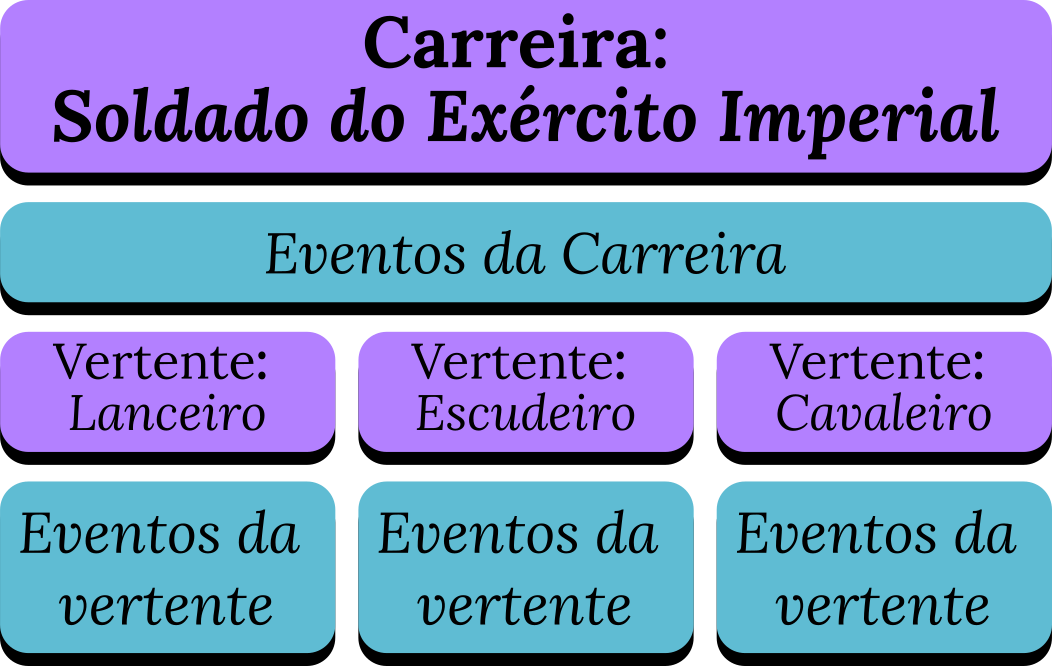 Carreira:
Soldado do Exército Imperial
Eventos da Carreira
Vertente:
Lanceiro
Vertente:
Escudeiro
Vertente:
Cavaleiro
Eventos da
vertente
Eventos da
vertente
Eventos da
vertente